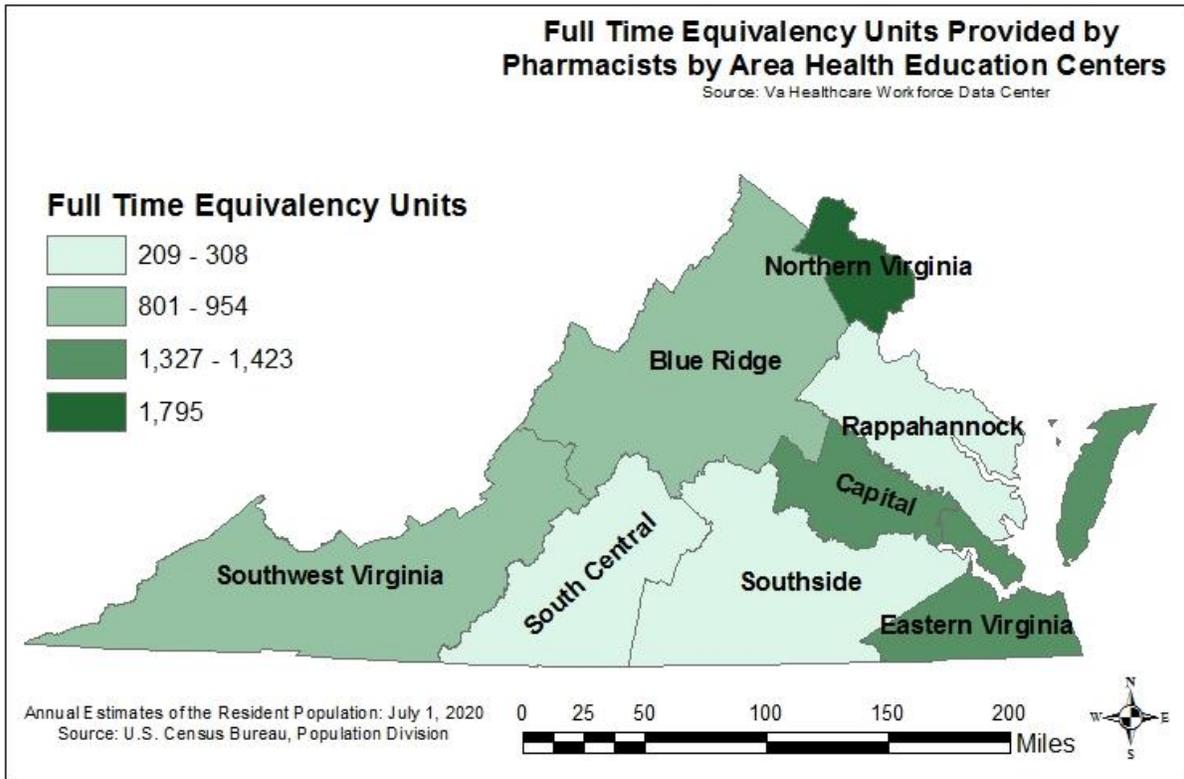 Full Time Equivalency Units Provided by
Pharmacists by Area Health Education Centers
Source: Va Healthcare Workforce Data Center
Full Time Equivalency Units
209 - 308
801 - 954
1,327 - 1,423
1,795
Northern Virginia
Blue Ridge
Rappahannock
Capital
South Central
Southwest Virginia
Southside
Eastern Virginia
Annual Estimates of the Resident Population: July 1, 2020
Source: U.S. Census Bureau, Population Division
0 25 50 100 150 200
Miles
N
W E
S